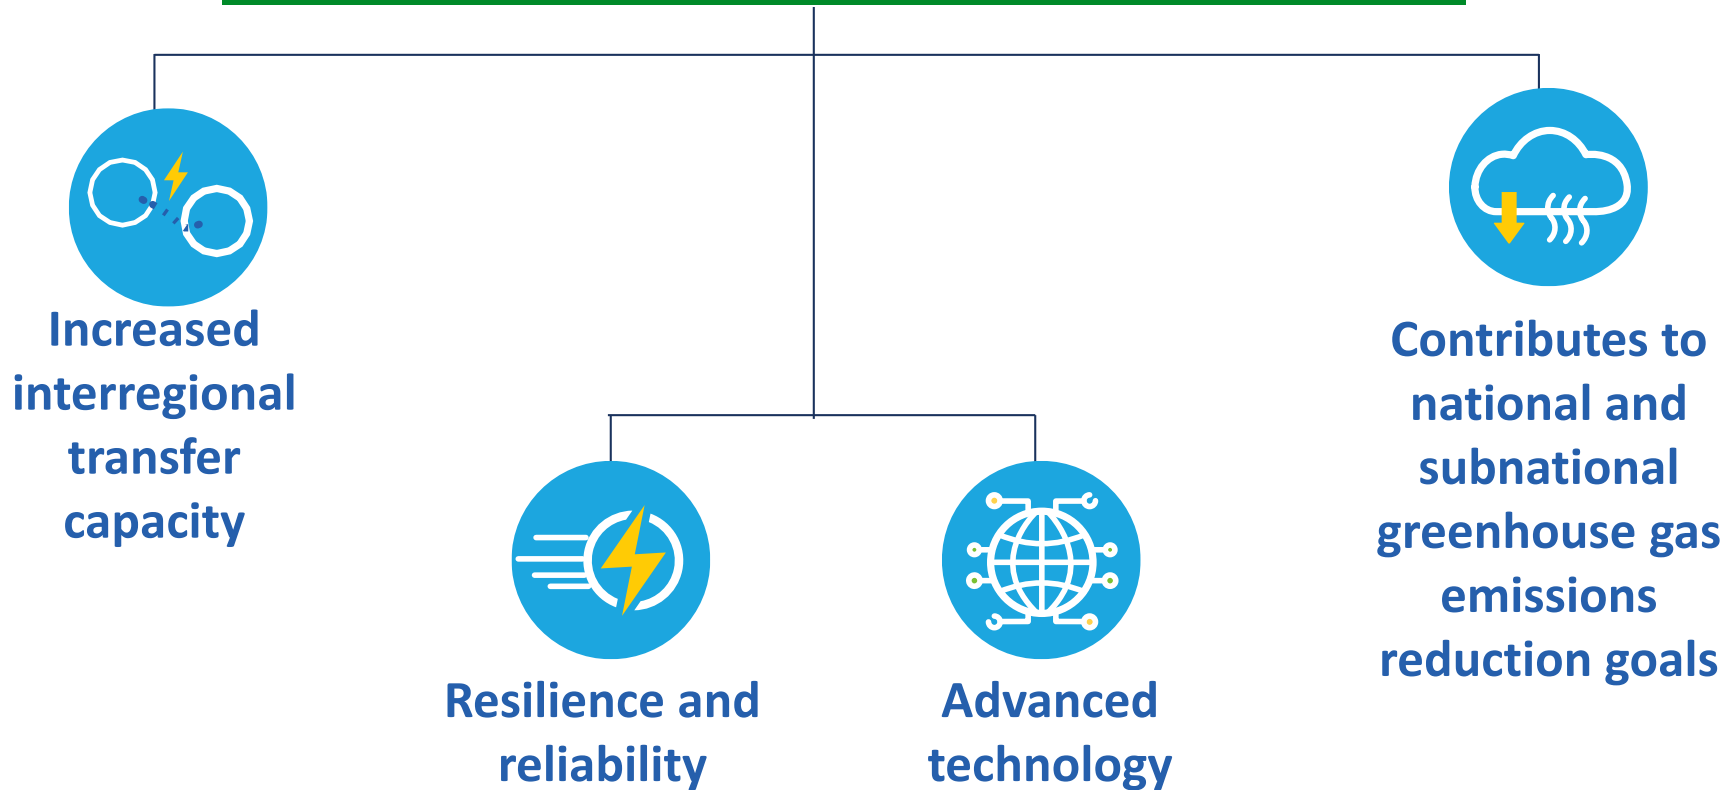 Increased
interregional
transfer
capacity
Resilience and
reliability
Advanced
technology
Contributes to
national and
subnational
greenhouse gas
emissions
reduction goals